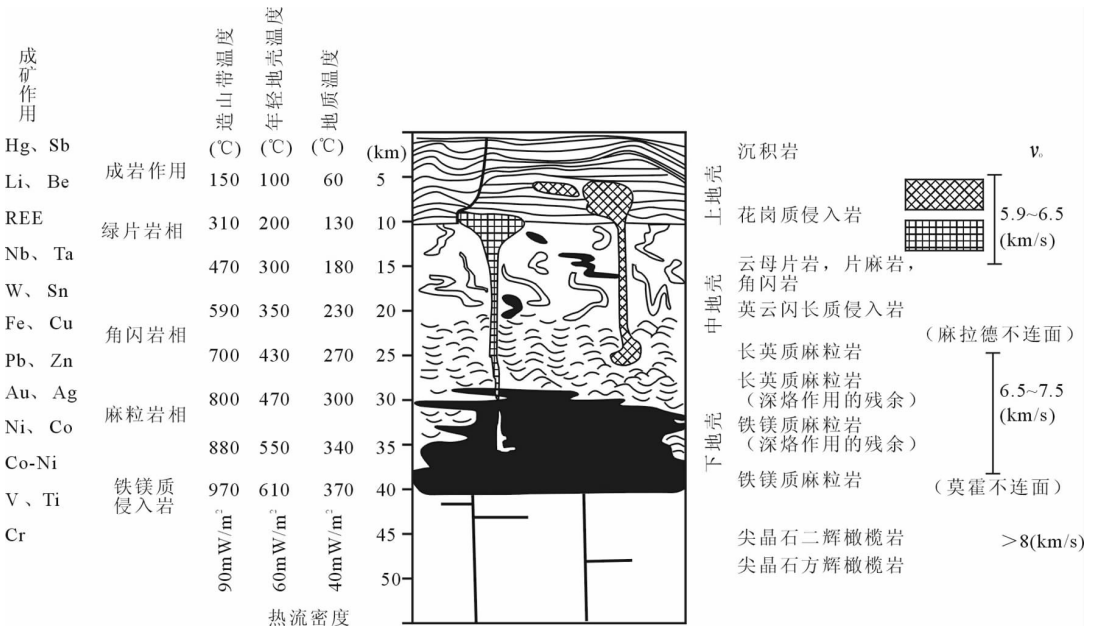 成矿作用
造山带温度
年轻地壳温度
地质温度
(℃) (℃) (℃) (km)
Hg、Sb
成岩作用
150 100 60 5
Li、Be
REE
绿片岩相
310 200 130 10
Nb、Ta
470 300 180 15
W、Sn
590 350 230 20
Fe、Cu
角闪岩相
Pb、Zn
700 430 270 25
Au、Ag
800 470 300 30
麻粒岩相
Ni、Co
880 550 340 35
Co-Ni
铁镁质
侵入岩
970 610 370 40
V、Ti
Cr
45
50
90mW/m²
60mW/m²
40mW/m²
热流密度
上地壳
中地壳
下地壳
沉积岩
花岗质侵入岩
云母片岩，片麻岩，
角闪岩
英云闪长质侵入岩
长英质麻粒岩
长英质麻粒岩
（深熔作用的残余）
铁镁质麻粒岩
（深熔作用的残余）
铁镁质麻粒岩
尖晶石二辉橄榄岩
尖晶石方辉橄榄岩
5.9~6.5
(km/s)
（麻拉德不连面）
6.5~7.5
(km/s)
（莫霍不连面）
>8(km/s)